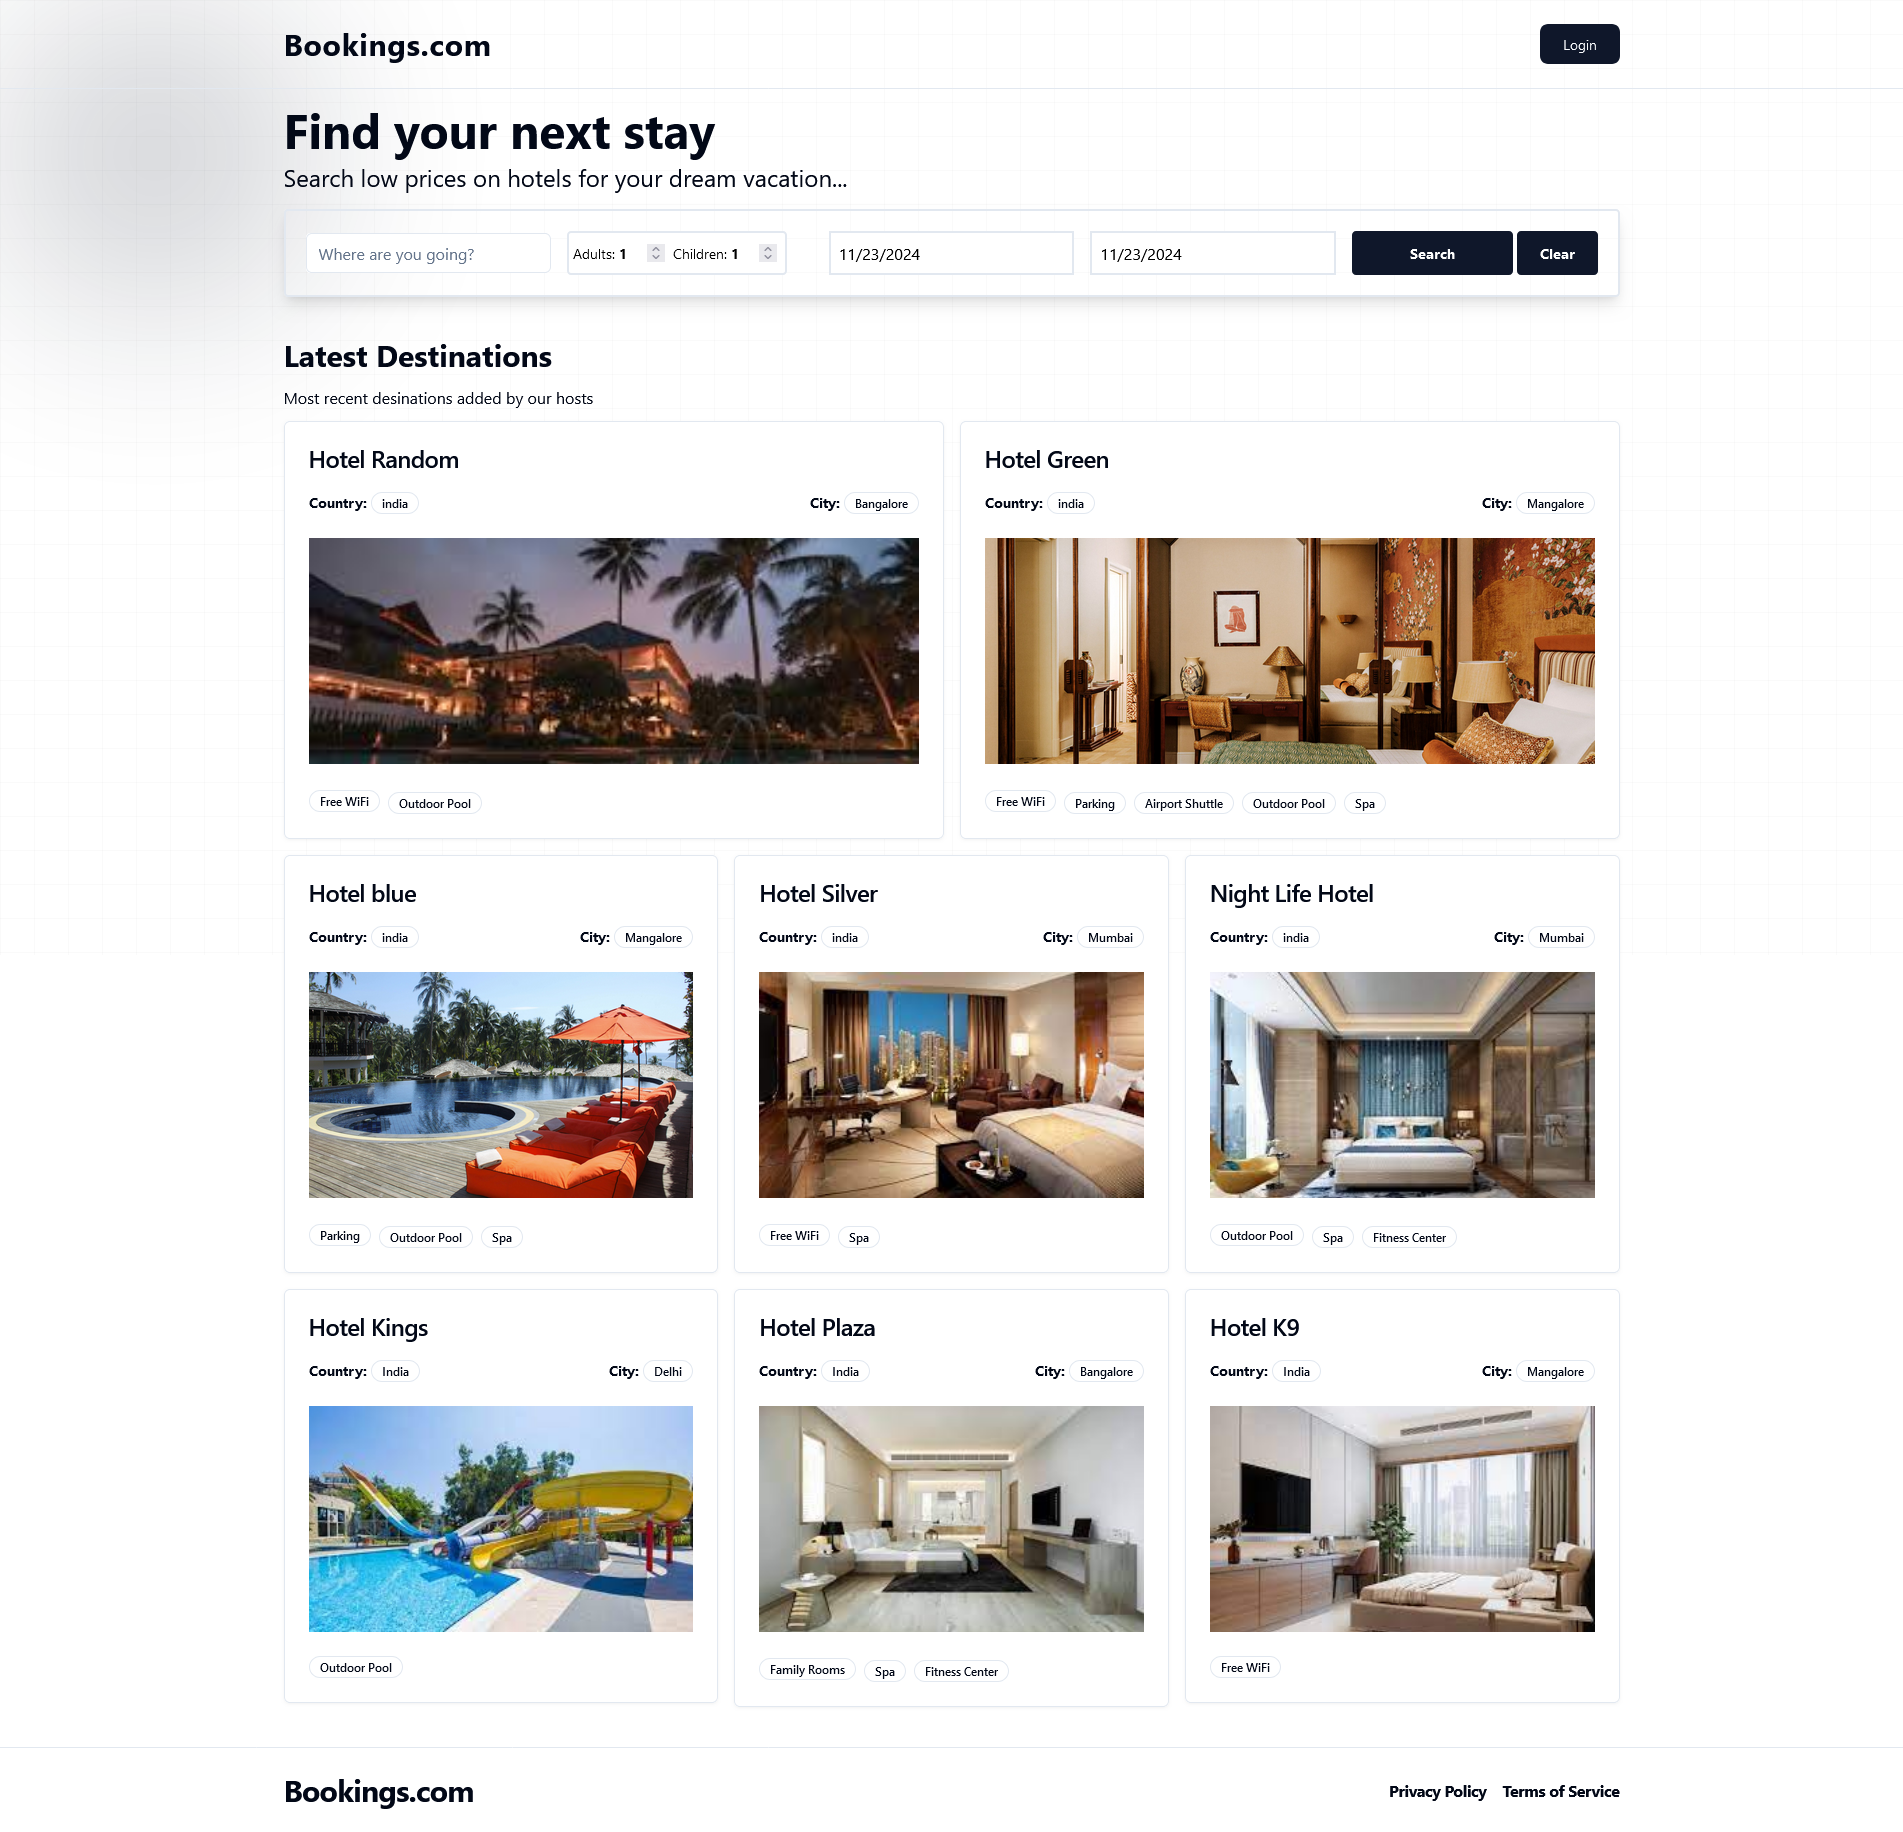 Bookings.com
Login
Find your next stay
Search low prices on hotels for your dream vacation...
Where are you going?
Adults: 1 Children: 1
11/23/2024
11/23/2024
Search
Clear
Latest Destinations
Most recent desinations added by our hosts
Hotel Random
Country: india City: Bangalore
Free WiFi Outdoor Pool
Hotel Green
Country: india City: Mangalore
Free WiFi Parking Airport Shuttle Outdoor Pool Spa
Hotel blue
Country: india City: Mangalore
Parking Outdoor Pool Spa
Hotel Silver
Country: india City: Mumbai
Free WiFi Spa
Night Life Hotel
Country: india City: Mumbai
Outdoor Pool Spa Fitness Center
Hotel Kings
Country: India City: Delhi
Outdoor Pool
Hotel Plaza
Country: India City: Bangalore
Family Rooms Spa Fitness Center
Hotel K9
Country: India City: Mangalore
Free WiFi
Bookings.com
Privacy Policy Terms of Service